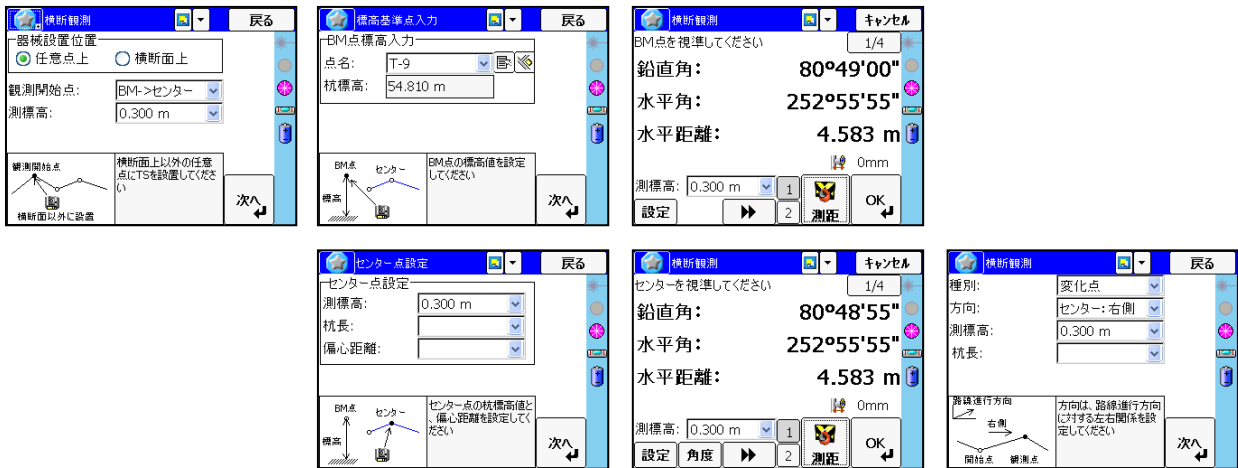 横断観測
戻る
器械設置位置
任意点上
横断面上
観測開始点:
BM->センター
測標高:
0.300 m
観測開始点
横断面以外に設置
横断面上以外の任意
点にTSを設置してくださ
い
次へ
標高基準点入力
戻る
BM点標高入力
点名:
T-9
杭標高:
54.810 m
BM点
センター
標高
BM点の標高値を設定
してください
次へ
横断観測
キャンセル
BM点を視準してください
1/4
鉛直角:
80°49'00"
水平角:
252°55'55"
水平距離:
4.583 m
0mm
測標高:
0.300 m
1
設定
2
測距
OK
センター点設定
戻る
センター点設定
測標高:
0.300 m
杭長:
偏心距離:
BM点
センター
標高
センター点の杭標高値と
、偏心距離を設定してく
ださい
次へ
横断観測
キャンセル
センターを視準してください
1/4
鉛直角:
80°48'55"
水平角:
252°55'55"
水平距離:
4.583 m
0mm
測標高:
0.300 m
1
設定
角度
2
測距
OK
横断観測
戻る
種別:
変化点
方向:
センター:右側
測標高:
0.300 m
杭長:
路線進行方向
右側
開始点
観測点
方向は、路線進行方向
に対する左右関係を設
定してください
次へ